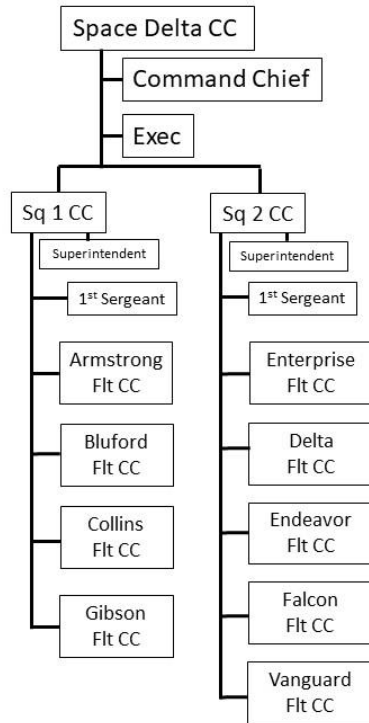 Space Delta CC
Command Chief
Exec
Sq 1 CC
Superintendent
1st Sergeant
Armstrong
Flt CC
Bluford
Flt CC
Collins
Flt CC
Gibson
Flt CC
Sq 2 CC
Superintendent
1st Sergeant
Enterprise
Flt CC
Delta
Flt CC
Endeavor
Flt CC
Falcon
Flt CC
Vanguard
Flt CC